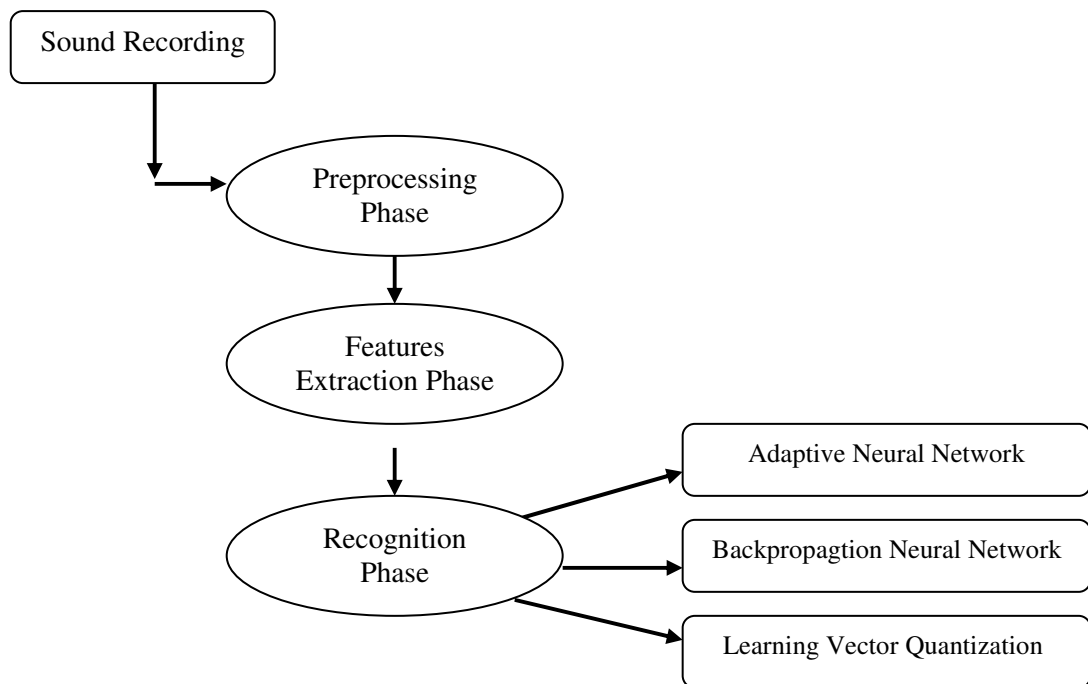 Sound Recording
Preprocessing
Phase
Features
Extraction Phase
Adaptive Neural Network
Recognition
Phase
Backpropagtion Neural Network
Learning Vector Quantization